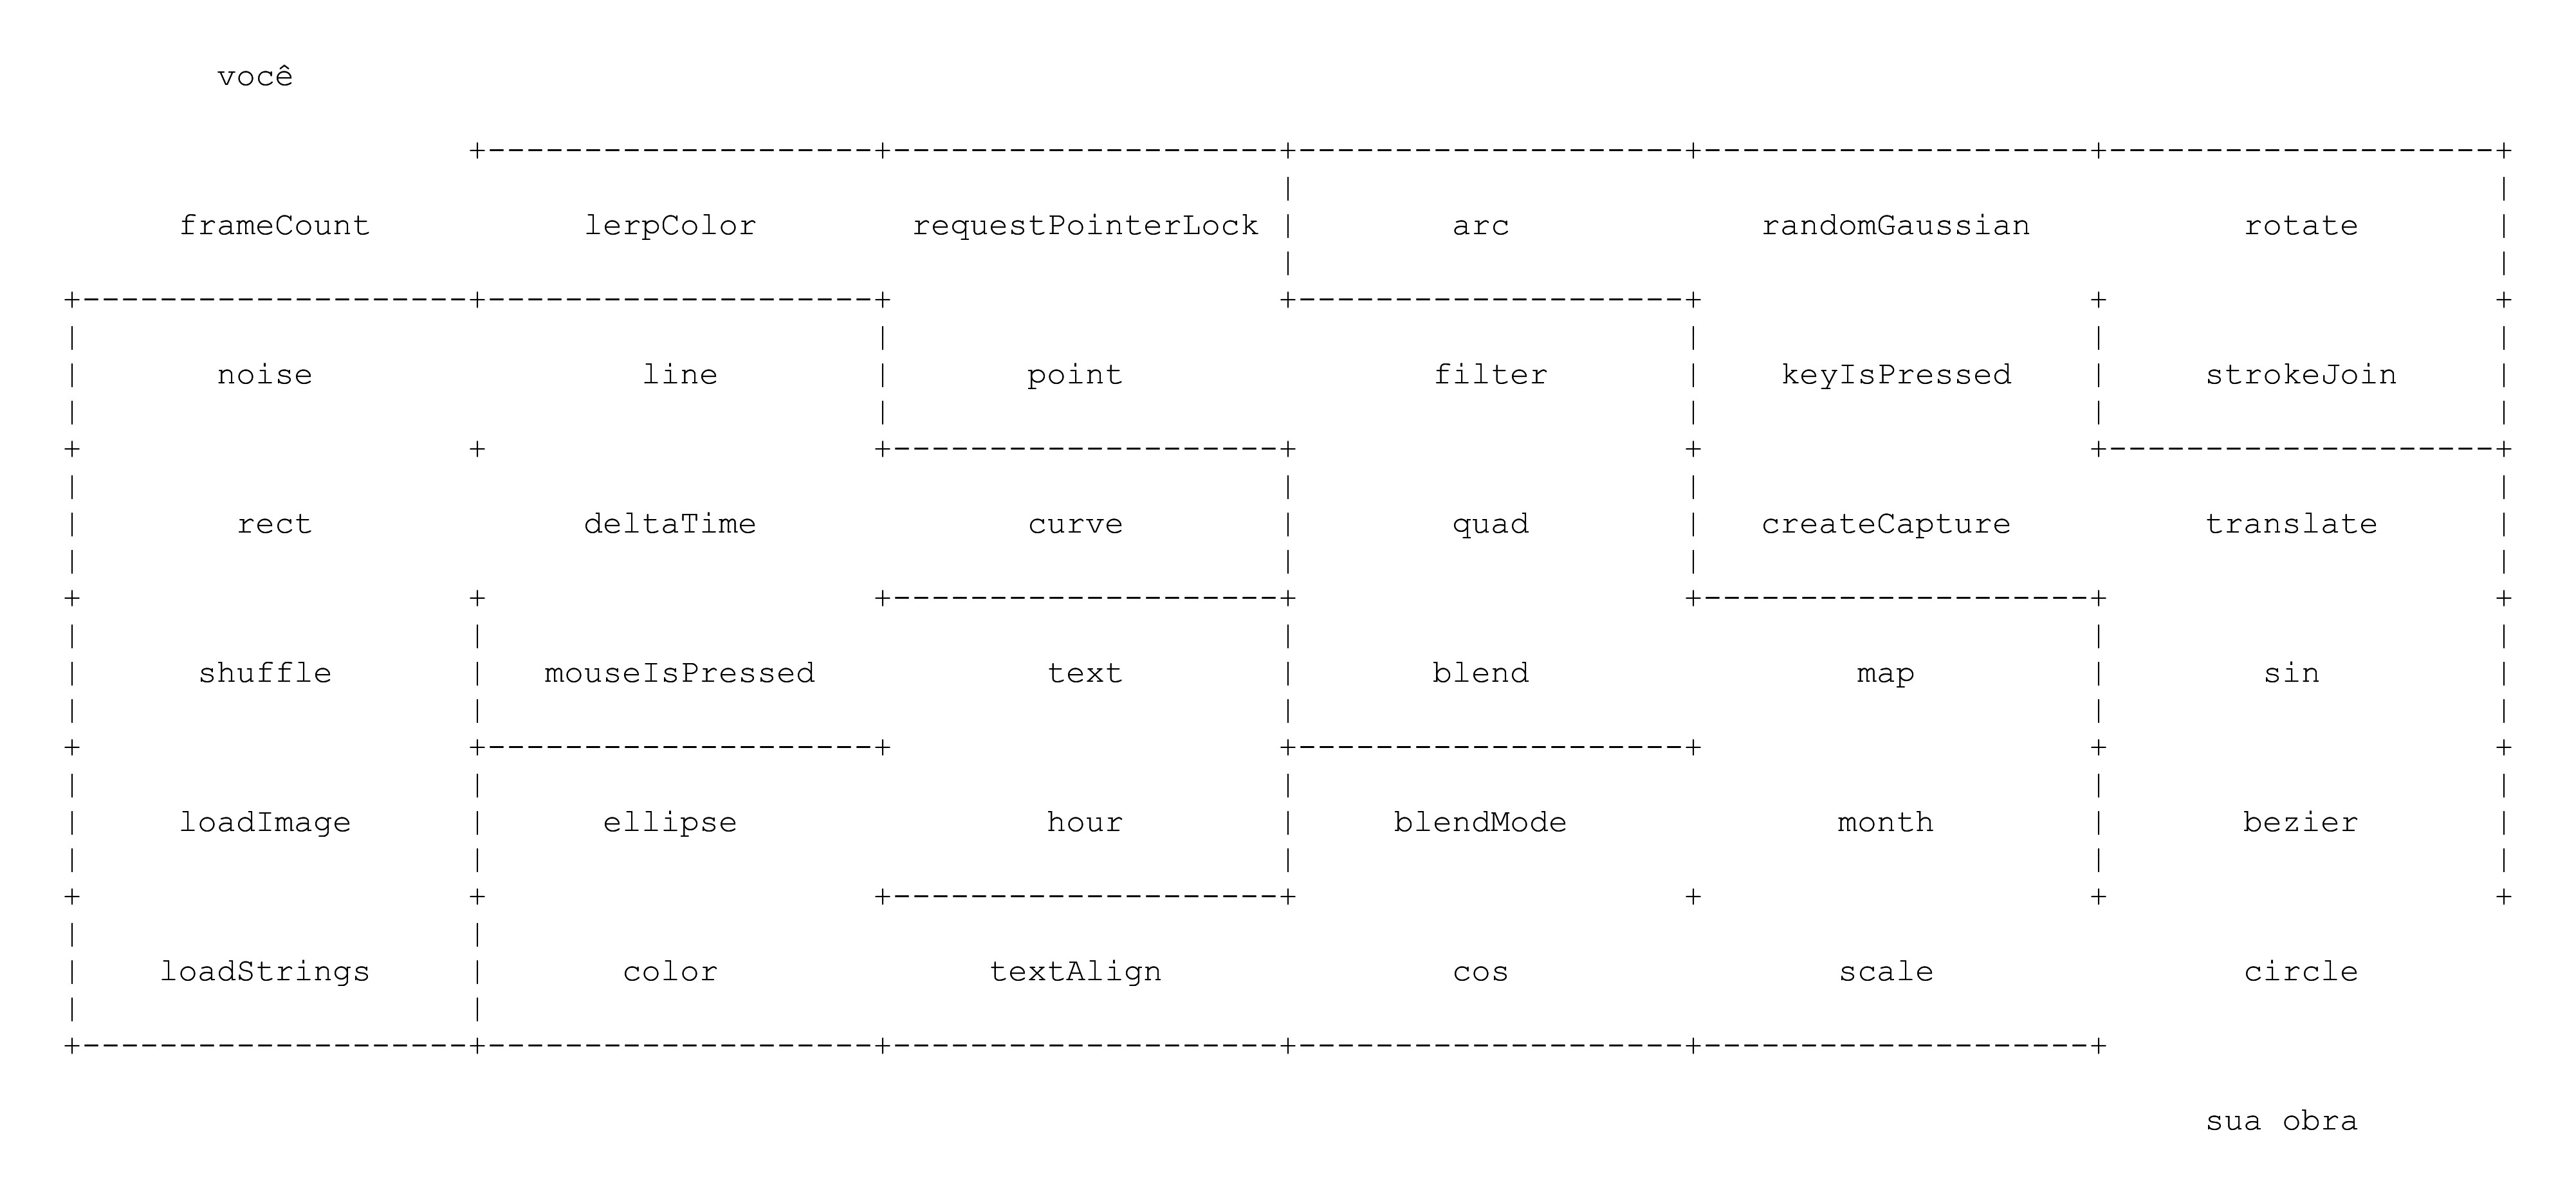 você
+--------------------+--------------------+--------------------+--------------------+--------------------+
| |
frameCount lerpColor requestPointerLock | arc randomGaussian rotate |
| |
+--------------------+--------------------+ +--------------------+ + +
| | | | |
| noise line | point filter | keyIsPressed | strokeJoin |
| | | | |
+ + +--------------------+ + +--------------------+
| | | |
| rect deltaTime curve | quad | createCapture translate |
| | | |
+ + +--------------------+ +--------------------+ +
| | | | |
| shuffle | mouseIsPressed text | blend map | sin |
| | | | |
+ +--------------------+ +--------------------+ + +
| | | | |
| loadImage | ellipse hour | blendMode month | bezier |
| | | | |
+ + +--------------------+ + + +
| |
| loadStrings | color textAlign cos scale circle
| |
+--------------------+--------------------+--------------------+--------------------+--------------------+
sua obra